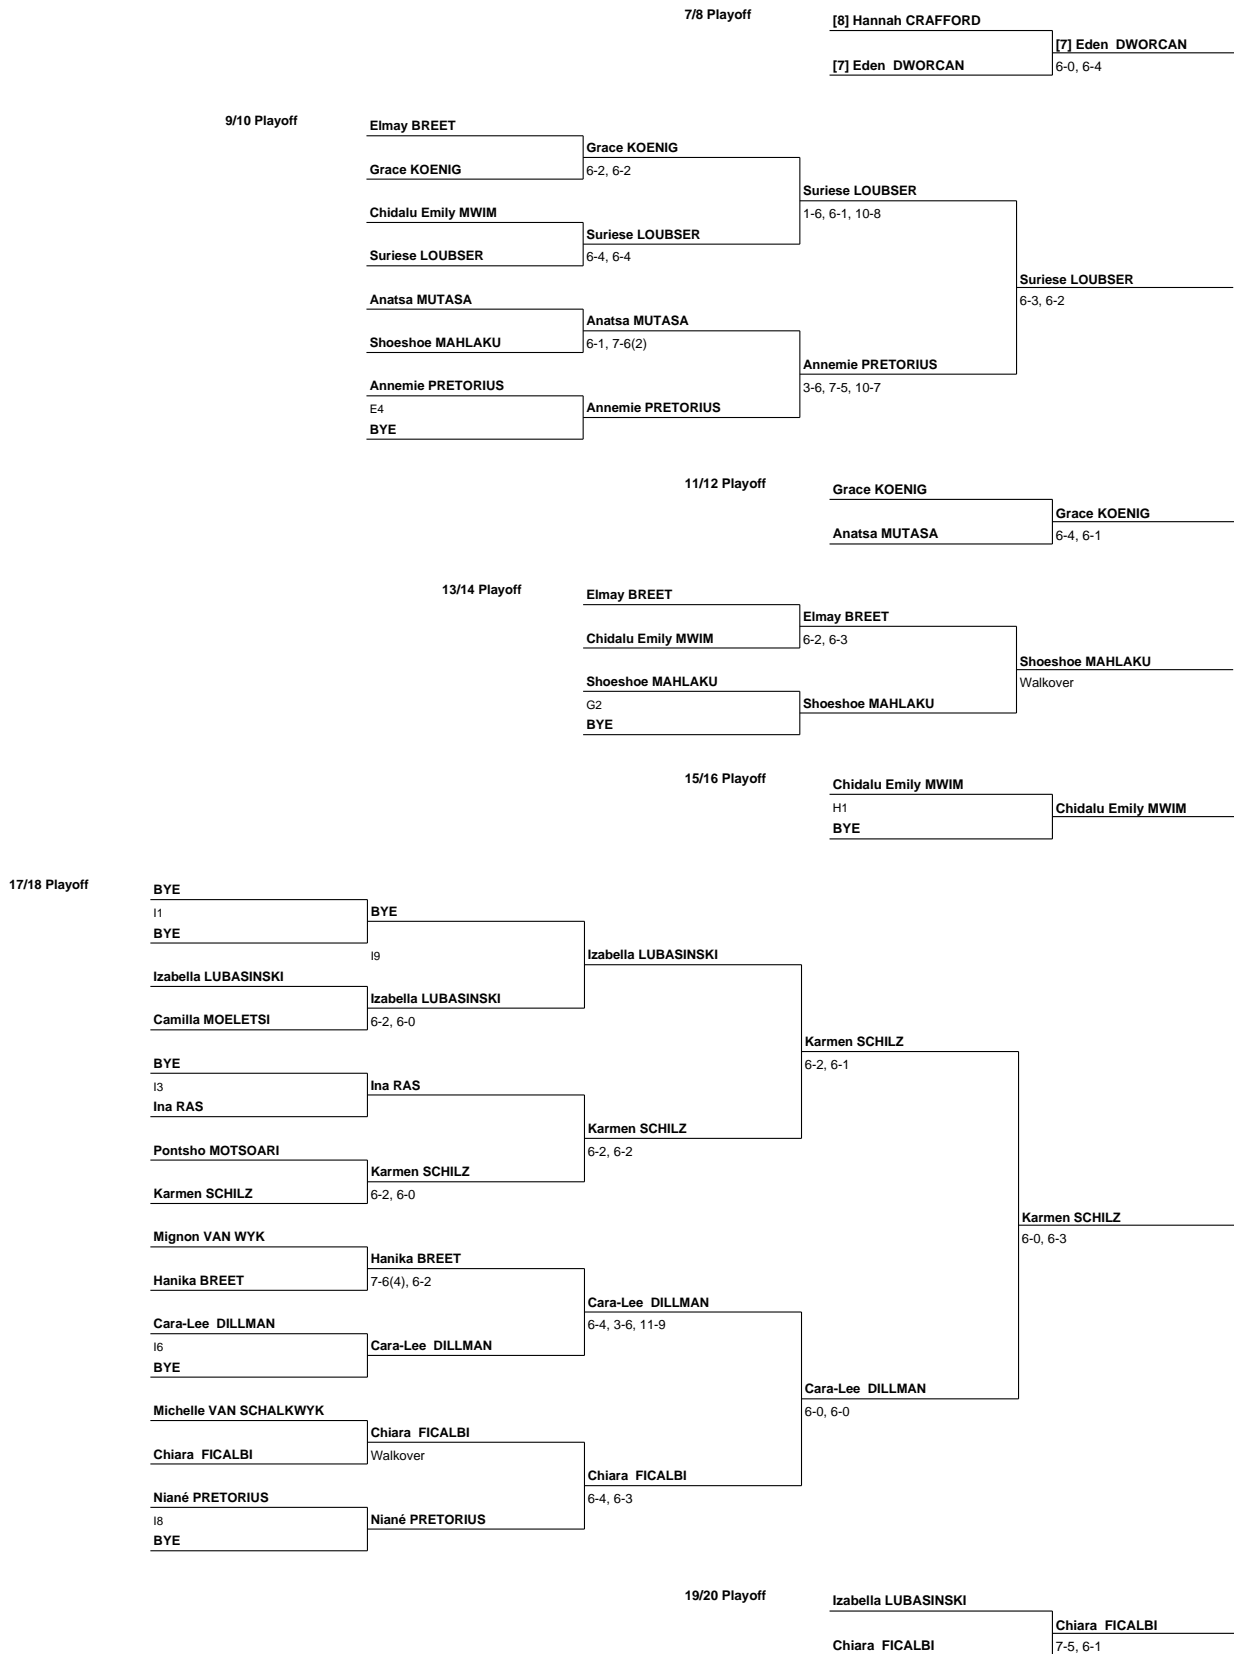 7/8 Playoff
[8] Hannah CRAFFORD
[7] Eden DWORCAN
[7] Eden DWORCAN
6-0, 6-4
9/10 Playoff
Elmay BREET
Grace KOENIG
Grace KOENIG
6-2, 6-2
Suriese LOUBSER
Chidalu Emily MWIM
1-6, 6-1, 10-8
Suriese LOUBSER
Suriese LOUBSER
6-4, 6-4
Suriese LOUBSER
Anatsa MUTASA
6-3, 6-2
Anatsa MUTASA
Shoeshoe MAHLAKU
6-1, 7-6(2)
Annemie PRETORIUS
Annemie PRETORIUS
3-6, 7-5, 10-7
E4
Annemie PRETORIUS
BYE
11/12 Playoff
Grace KOENIG
Grace KOENIG
Anatsa MUTASA
6-4, 6-1
13/14 Playoff
Elmay BREET
Elmay BREET
Chidalu Emily MWIM
6-2, 6-3
Shoeshoe MAHLAKU
Shoeshoe MAHLAKU
Walkover
G2
Shoeshoe MAHLAKU
BYE
15/16 Playoff
Chidalu Emily MWIM
H1
Chidalu Emily MWIM
BYE
17/18 Playoff
BYE
I1
BYE
BYE
I9
Izabella LUBASINSKI
Izabella LUBASINSKI
Izabella LUBASINSKI
Camilla MOELETSI
6-2, 6-0
Karmen SCHILZ
BYE
6-2, 6-1
I3
Ina RAS
Ina RAS
Karmen SCHILZ
Pontsho MOTSOARI
6-2, 6-2
Karmen SCHILZ
Karmen SCHILZ
6-2, 6-0
Karmen SCHILZ
Mignon VAN WYK
6-0, 6-3
Hanika BREET
Hanika BREET
7-6(4), 6-2
Cara-Lee DILLMAN
Cara-Lee DILLMAN
6-4, 3-6, 11-9
I6
Cara-Lee DILLMAN
BYE
Cara-Lee DILLMAN
Michelle VAN SCHALKWYK
6-0, 6-0
Chiara FICALBI
Chiara FICALBI
Walkover
Chiara FICALBI
Niané PRETORIUS
6-4, 6-3
I8
Niané PRETORIUS
BYE
19/20 Playoff
Izabella LUBASINSKI
Chiara FICALBI
Chiara FICALBI
7-5, 6-1